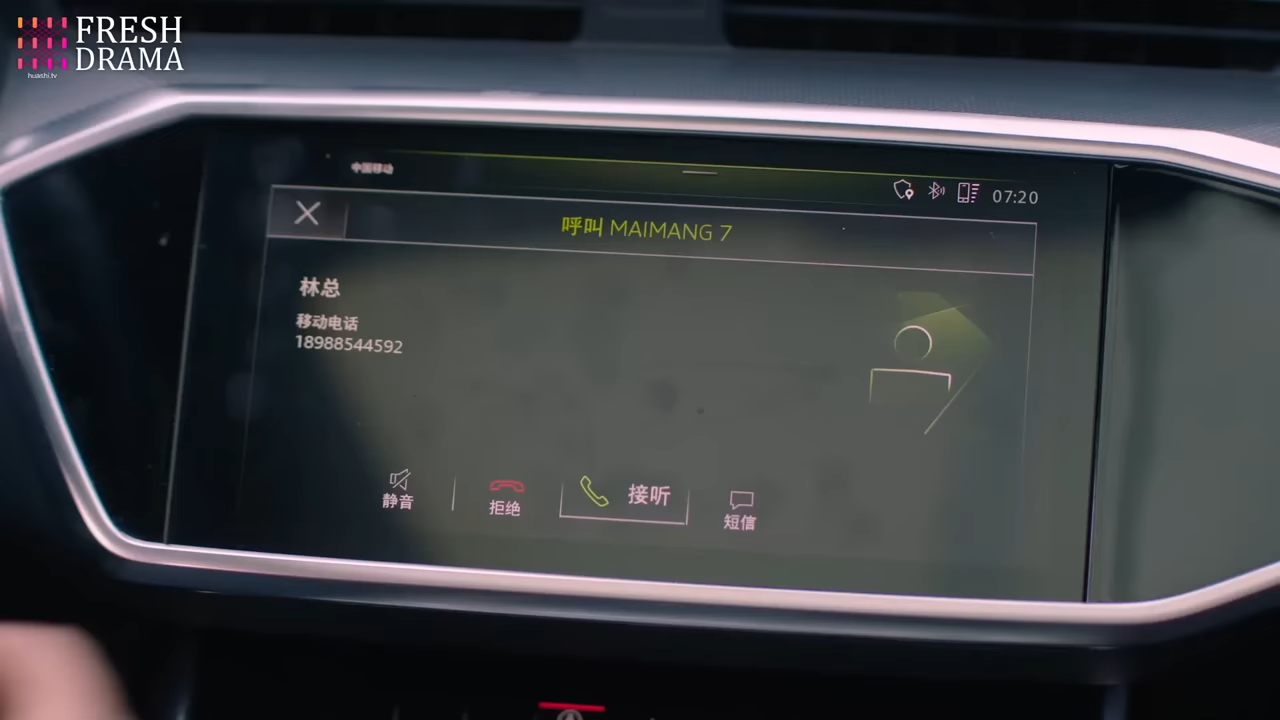 FRESH
DRAMA
huashi.tv
中国移动
07:20
呼叫 MAIMANG 7
林总
移动电话
18988544592
静音
拒绝
接听
短信